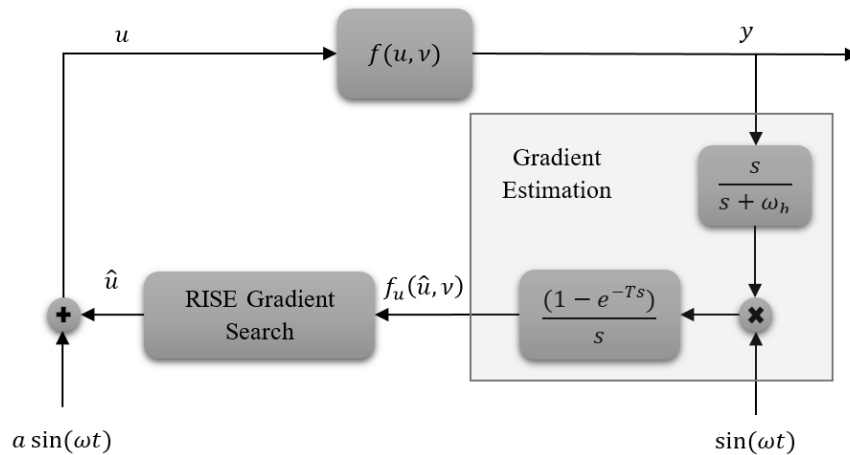 u
f(u, ν)
y
Gradient
Estimation
s
s + ω_h
û
RISE Gradient
Search
f_u(û, ν)
(1 − e^{−Ts})
s
a sin(ωt)
sin(ωt)